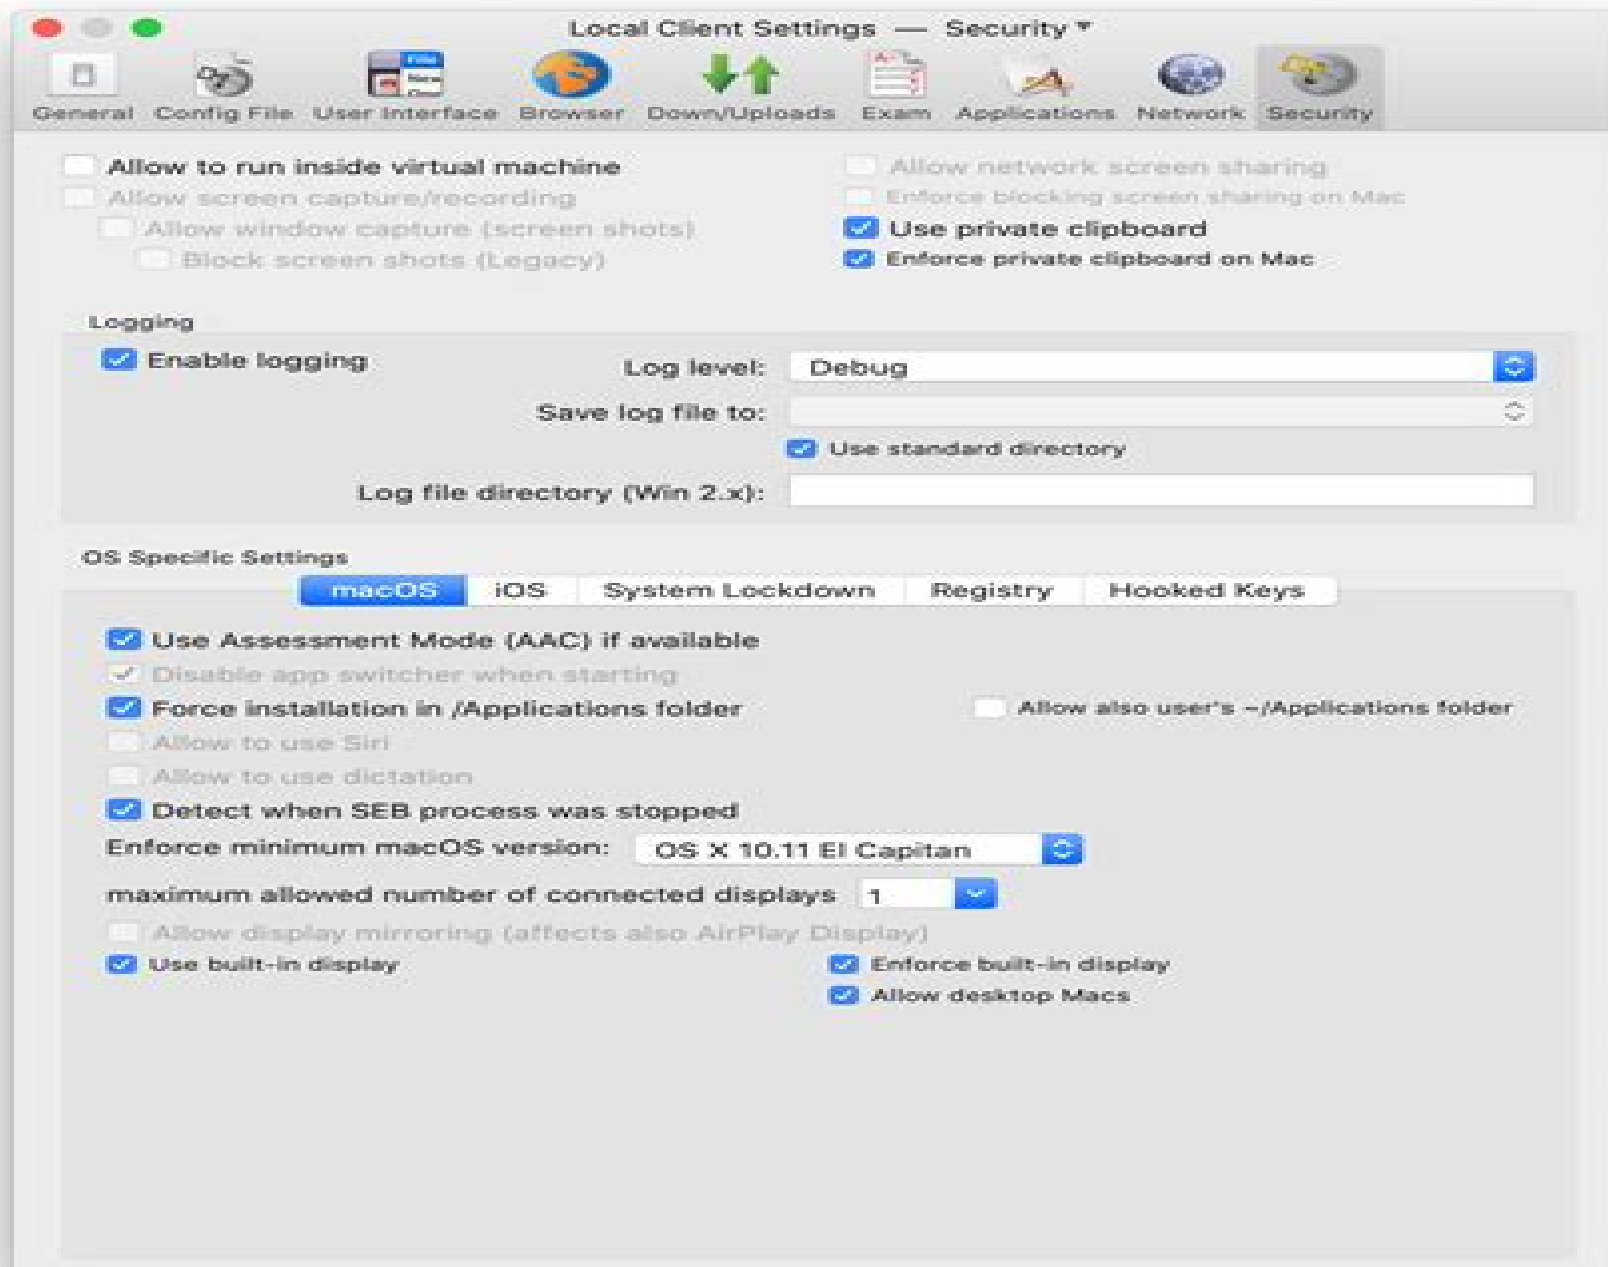 Local Client Settings — Security
General Config File User Interface Browser Down/Uploads Exam Applications Network Security
Allow to run inside virtual machine
Allow network screen sharing
Allow screen capture/recording
Enforce blocking screen sharing on Mac
Allow window capture (screen shots)
Use private clipboard
Block screen shots (Legacy)
Enforce private clipboard on Mac
Logging
Enable logging
Log level: Debug
Save log file to:
Use standard directory
Log file directory (Win 2.x):
OS Specific Settings
macOS iOS System Lockdown Registry Hooked Keys
Use Assessment Mode (AAC) if available
Disable app switcher when starting
Force installation in /Applications folder
Allow also user's ~/Applications folder
Allow to use Siri
Allow to use dictation
Detect when SEB process was stopped
Enforce minimum macOS version: OS X 10.11 El Capitan
maximum allowed number of connected displays 1
Allow display mirroring (affects also AirPlay Display)
Use built-in display
Enforce built-in display
Allow desktop Macs